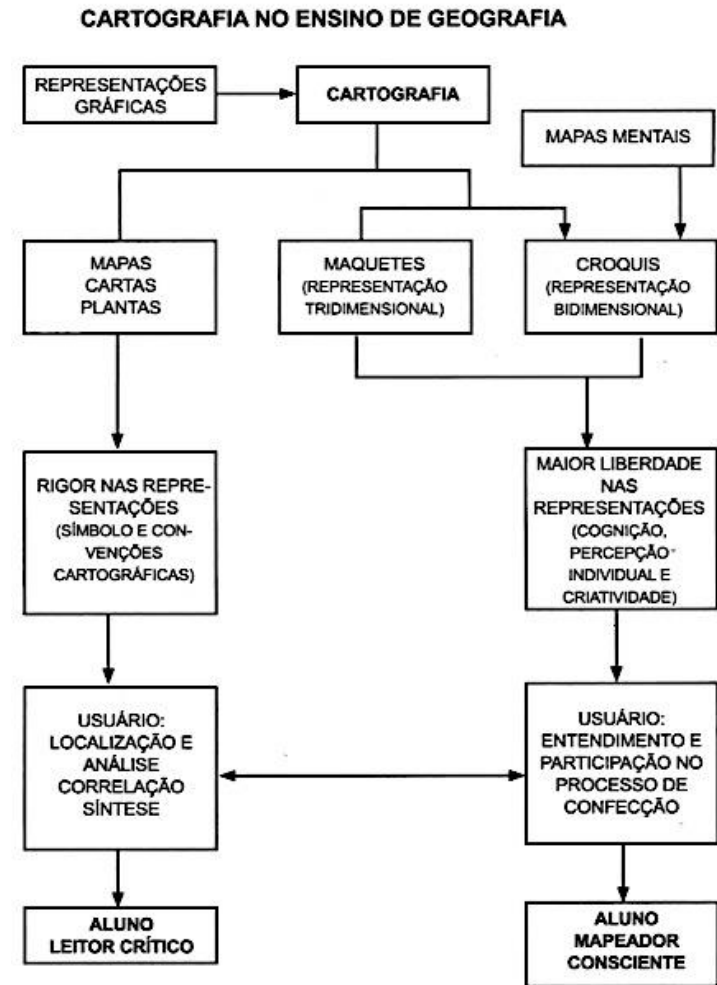 CARTOGRAFIA NO ENSINO DE GEOGRAFIA
REPRESENTAÇÕES
GRÁFICAS
CARTOGRAFIA
MAPAS MENTAIS
MAPAS
CARTAS
PLANTAS
MAQUETES
(REPRESENTAÇÃO
TRIDIMENSIONAL)
CROQUIS
(REPRESENTAÇÃO
BIDIMENSIONAL)
RIGOR NAS REPRE-
SENTAÇÕES
(SÍMBOLO E CON-
VENÇÕES
CARTOGRÁFICAS)
MAIOR LIBERDADE
NAS
REPRESENTAÇÕES
(COGNIÇÃO,
PERCEPÇÃO
INDIVIDUAL E
CRIATIVIDADE)
USUÁRIO:
LOCALIZAÇÃO E
ANÁLISE
CORRELAÇÃO
SÍNTESE
USUÁRIO:
ENTENDIMENTO E
PARTICIPAÇÃO NO
PROCESSO DE
CONFECÇÃO
ALUNO
LEITOR CRÍTICO
ALUNO
MAPEADOR
CONSCIENTE